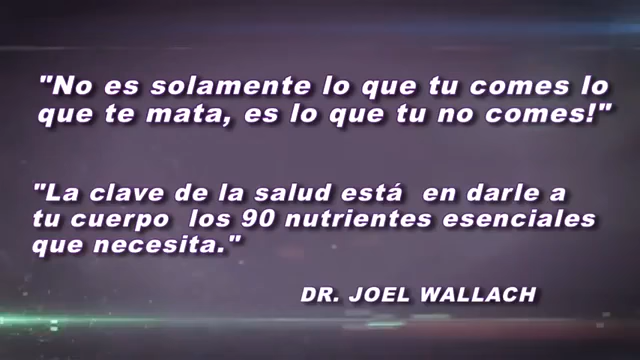 "No es solamente lo que tu comes lo
que te mata, es lo que tu no comes!"
"La clave de la salud está  en darle a
tu cuerpo  los 90 nutrientes esenciales
que necesita."
DR. JOEL WALLACH